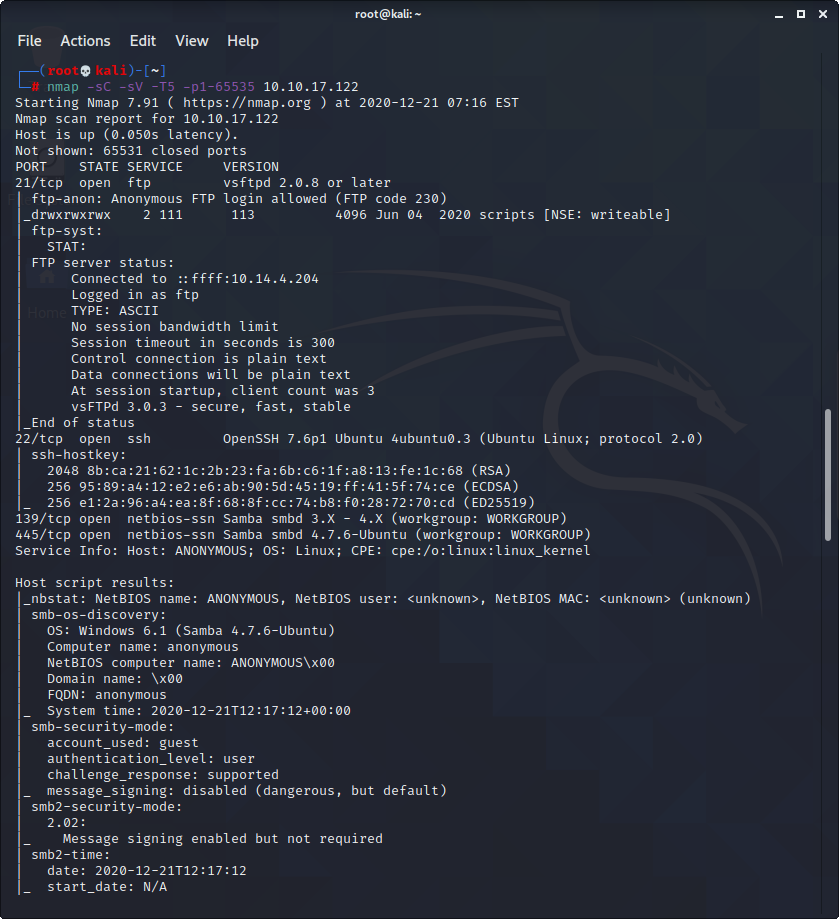 root@kali: ~
File Actions Edit View Help
┌──(root💀kali)-[~]
└─# nmap -sC -sV -T5 -p1-65535 10.10.17.122
Starting Nmap 7.91 ( https://nmap.org ) at 2020-12-21 07:16 EST
Nmap scan report for 10.10.17.122
Host is up (0.050s latency).
Not shown: 65531 closed ports
PORT    STATE SERVICE     VERSION
21/tcp  open  ftp         vsftpd 2.0.8 or later
| ftp-anon: Anonymous FTP login allowed (FTP code 230)
|_drwxrwxrwx    2 111      113          4096 Jun 04  2020 scripts [NSE: writeable]
| ftp-syst:
|   STAT:
| FTP server status:
|      Connected to ::ffff:10.14.4.204
|      Logged in as ftp
|      TYPE: ASCII
|      No session bandwidth limit
|      Session timeout in seconds is 300
|      Control connection is plain text
|      Data connections will be plain text
|      At session startup, client count was 3
|      vsFTPd 3.0.3 - secure, fast, stable
|_End of status
22/tcp  open  ssh         OpenSSH 7.6p1 Ubuntu 4ubuntu0.3 (Ubuntu Linux; protocol 2.0)
| ssh-hostkey:
|   2048 8b:ca:21:62:1c:2b:23:fa:6b:c6:1f:a8:13:fe:1c:68 (RSA)
|   256 95:89:a4:12:e2:e6:ab:90:5d:45:19:ff:41:5f:74:ce (ECDSA)
|_  256 e1:2a:96:a4:ea:8f:68:8f:cc:74:b8:f0:28:72:70:cd (ED25519)
139/tcp open  netbios-ssn Samba smbd 3.X - 4.X (workgroup: WORKGROUP)
445/tcp open  netbios-ssn Samba smbd 4.7.6-Ubuntu (workgroup: WORKGROUP)
Service Info: Host: ANONYMOUS; OS: Linux; CPE: cpe:/o:linux:linux_kernel
Host script results:
|_nbstat: NetBIOS name: ANONYMOUS, NetBIOS user: <unknown>, NetBIOS MAC: <unknown> (unknown)
| smb-os-discovery:
|   OS: Windows 6.1 (Samba 4.7.6-Ubuntu)
|   Computer name: anonymous
|   NetBIOS computer name: ANONYMOUS\x00
|   Domain name: \x00
|   FQDN: anonymous
|_  System time: 2020-12-21T12:17:12+00:00
| smb-security-mode:
|   account_used: guest
|   authentication_level: user
|   challenge_response: supported
|_  message_signing: disabled (dangerous, but default)
| smb2-security-mode:
|   2.02:
|_    Message signing enabled but not required
| smb2-time:
|   date: 2020-12-21T12:17:12
|_  start_date: N/A
Home